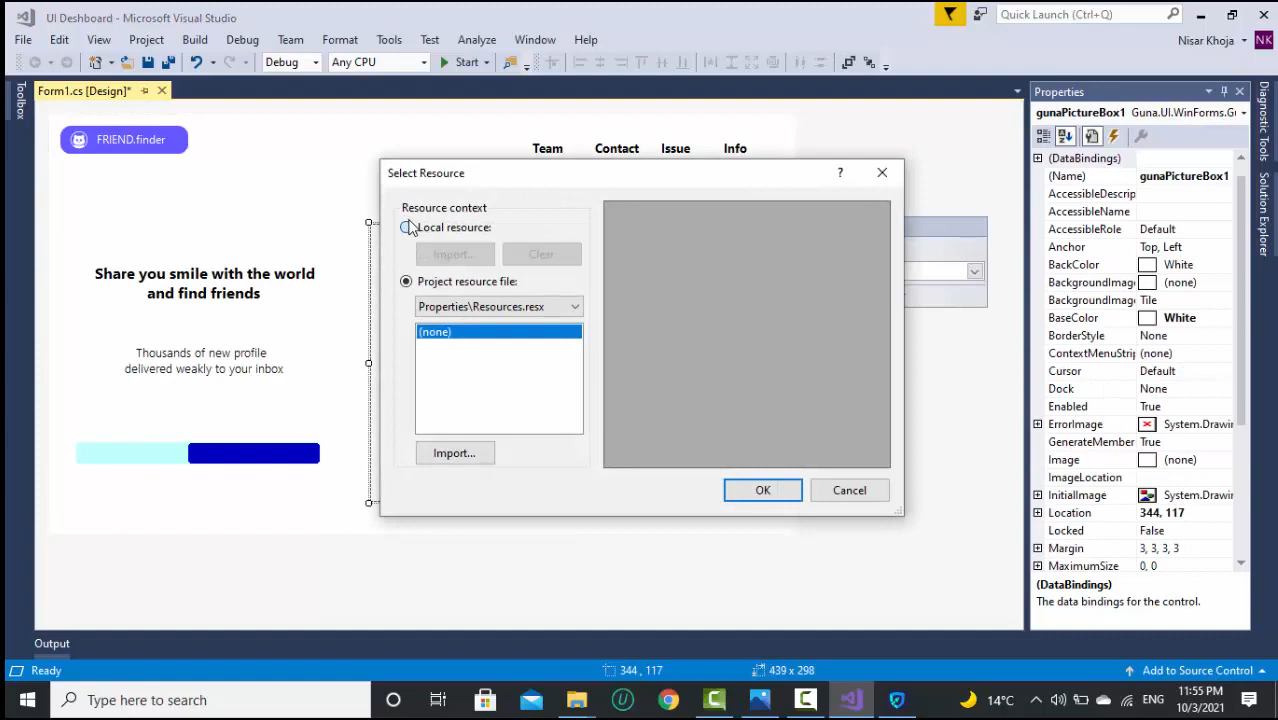 UI Deshboard - Microsoft Visual Studio
Quick Launch (Ctrl+Q)
File Edit View Project Build Debug Team Format Tools Test Analyze Window Help
Nisar Khoja NK
Debug Any CPU Start
Form1.cs [Design]*
Toolbox
FRIEND.finder
Team Contact Issue Info
Share you smile with the world
and find friends
Thousands of new profile
delivered weakly to your inbox
Select Resource
?
Resource context
Local resource:
Import... Clear
Project resource file:
Properties\Resources.resx
(none)
Import...
OK Cancel
Properties
gunaPictureBox1 Guna.UI.WinForms.Gu
(DataBindings)
(Name) gunaPictureBox1
AccessibleDescrip
AccessibleName
AccessibleRole Default
Anchor Top, Left
BackColor White
BackgroundImag (none)
BackgroundImag Tile
BaseColor White
BorderStyle None
ContextMenuStrip (none)
Cursor Default
Dock None
Enabled True
ErrorImage System.Drawin
GenerateMember True
Image (none)
ImageLocation
InitialImage System.Drawin
Location 344, 117
Locked False
Margin 3, 3, 3, 3
MaximumSize 0, 0
(DataBindings)
The data bindings for the control.
Diagnostic Tools
Solution Explorer
Output
Ready 344 , 117 439 x 298 Add to Source Control
Type here to search
14°C ENG
11:55 PM
10/3/2021